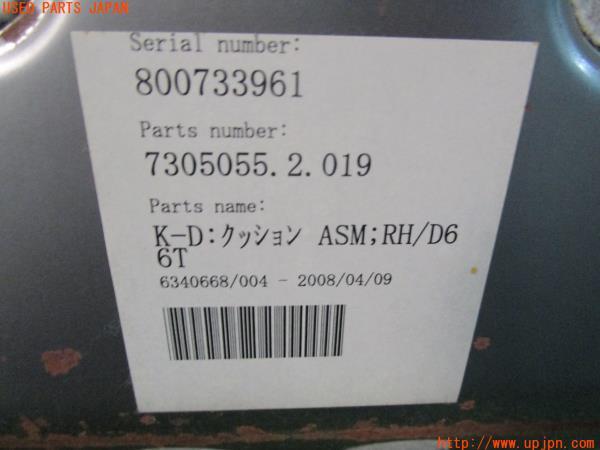 USED PARTS JAPAN
Serial number:
800733961
Parts number:
7305055.2.019
Parts name:
K-D:クッション ASM;RH/D6
6T
6340668/004 - 2008/04/09
http://www.upjpn.com/